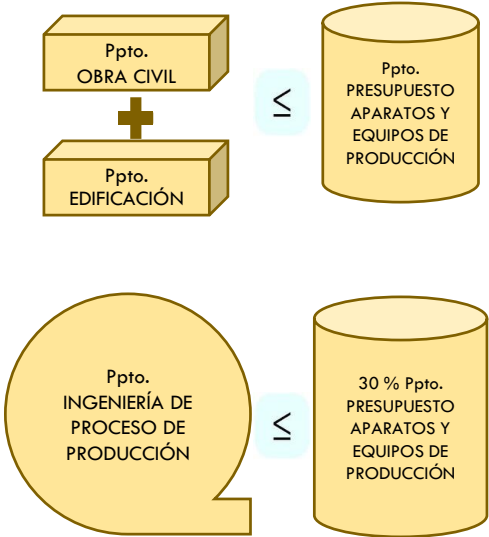 Ppto.
OBRA CIVIL
Ppto.
EDIFICACIÓN
≤
Ppto.
PRESUPUESTO
APARATOS Y
EQUIPOS DE
PRODUCCIÓN
Ppto.
INGENIERÍA DE
PROCESO DE
PRODUCCIÓN
≤
30 % Ppto.
PRESUPUESTO
APARATOS Y
EQUIPOS DE
PRODUCCIÓN